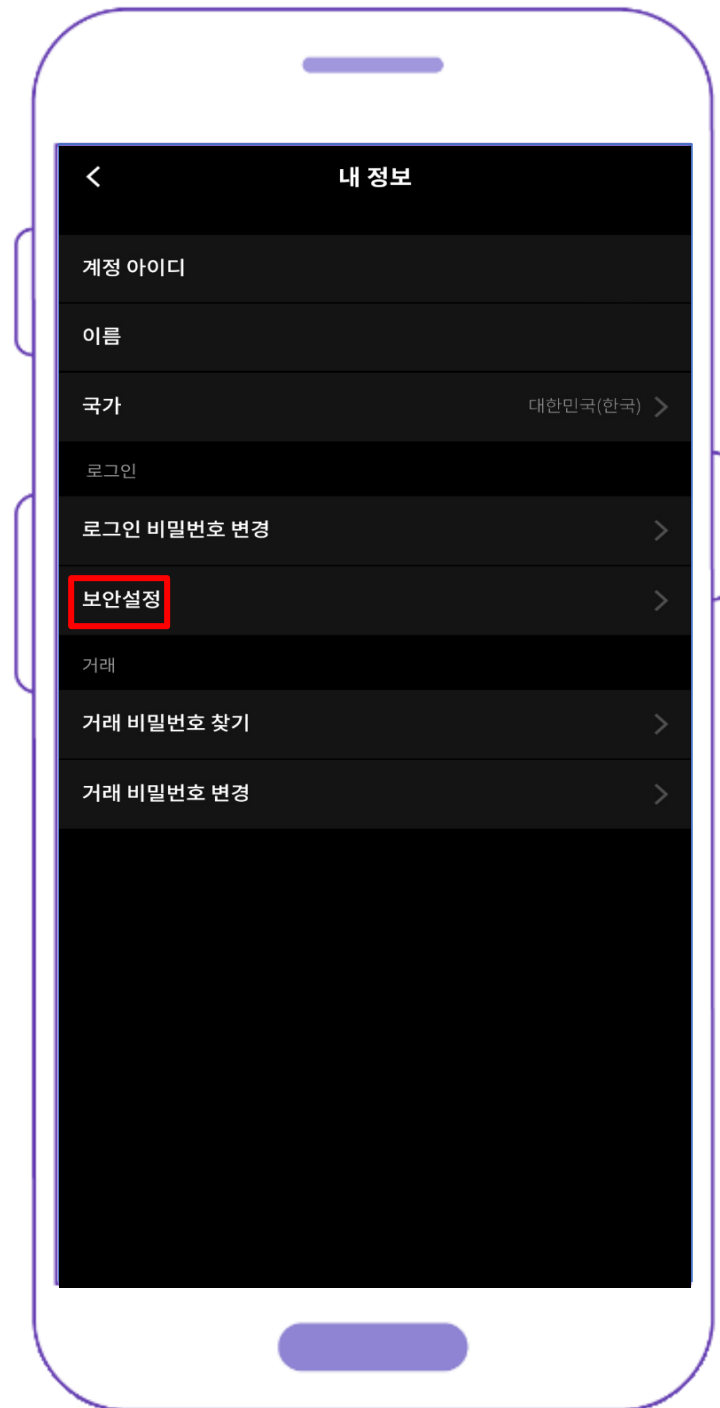 내 정보
계정 아이디
이름
국가 대한민국(한국)
로그인
로그인 비밀번호 변경
보안설정
거래
거래 비밀번호 찾기
거래 비밀번호 변경